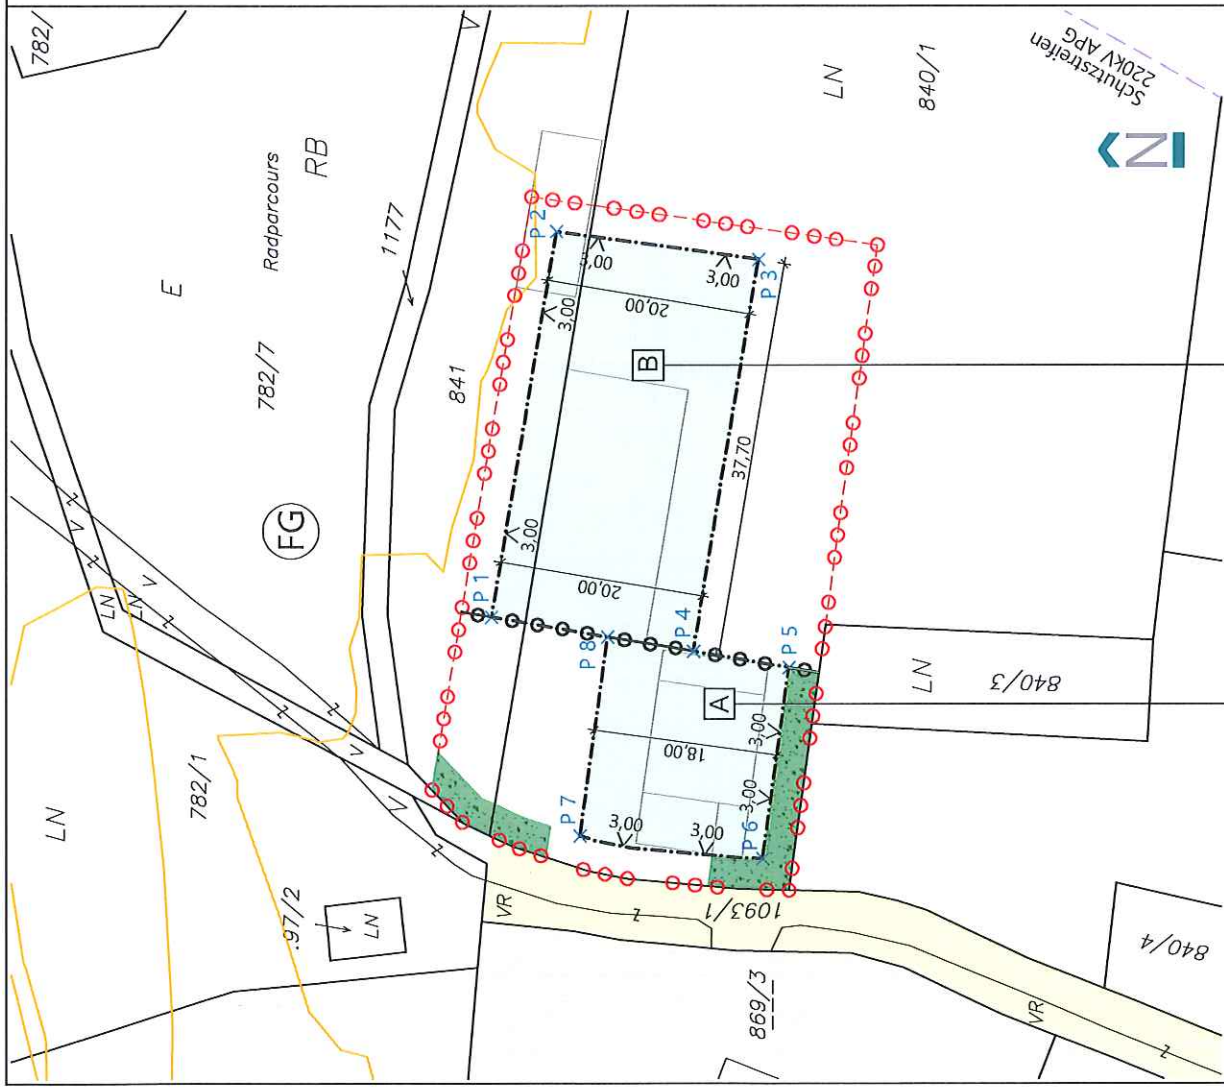 782/
V
E
Radparcours
RB
782/7
1177
LN
840/1
Schutzstreifen
220kV APG
N
841
FG
P 2
3,00
3,00
3,00
20,00
P 3
B
3,00
P 1
20,00
37,70
V
z
V
z
LN
LN
z
z
z
V
V
z
LN
782/1
P 8
P 4
P 5
A
3,00
18,00
3,00
P 7
3,00
3,00
P 6
LN
840/3
.97/2
LN
VR
z
1093/1
869/3
840/4
VR
z